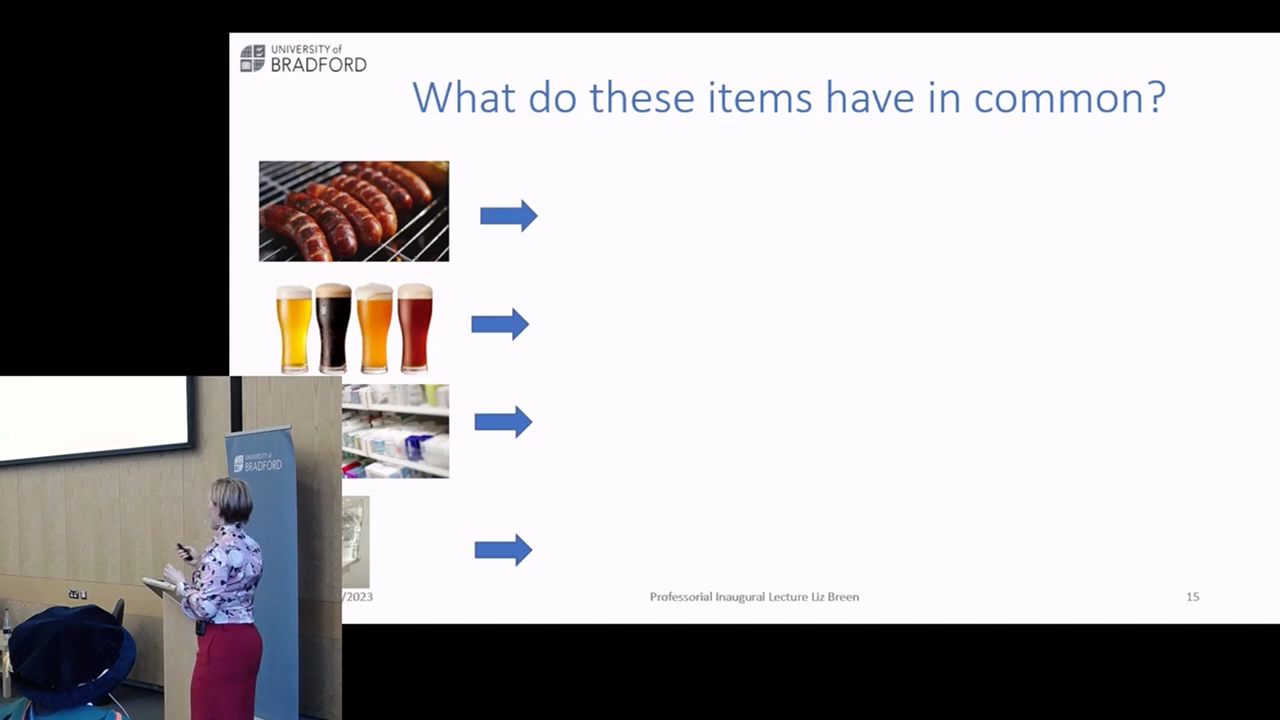 UNIVERSITY of
BRADFORD
What do these items have in common?
/2023
Professorial Inaugural Lecture Liz Breen
15
UNIVERSITY of
BRADFORD